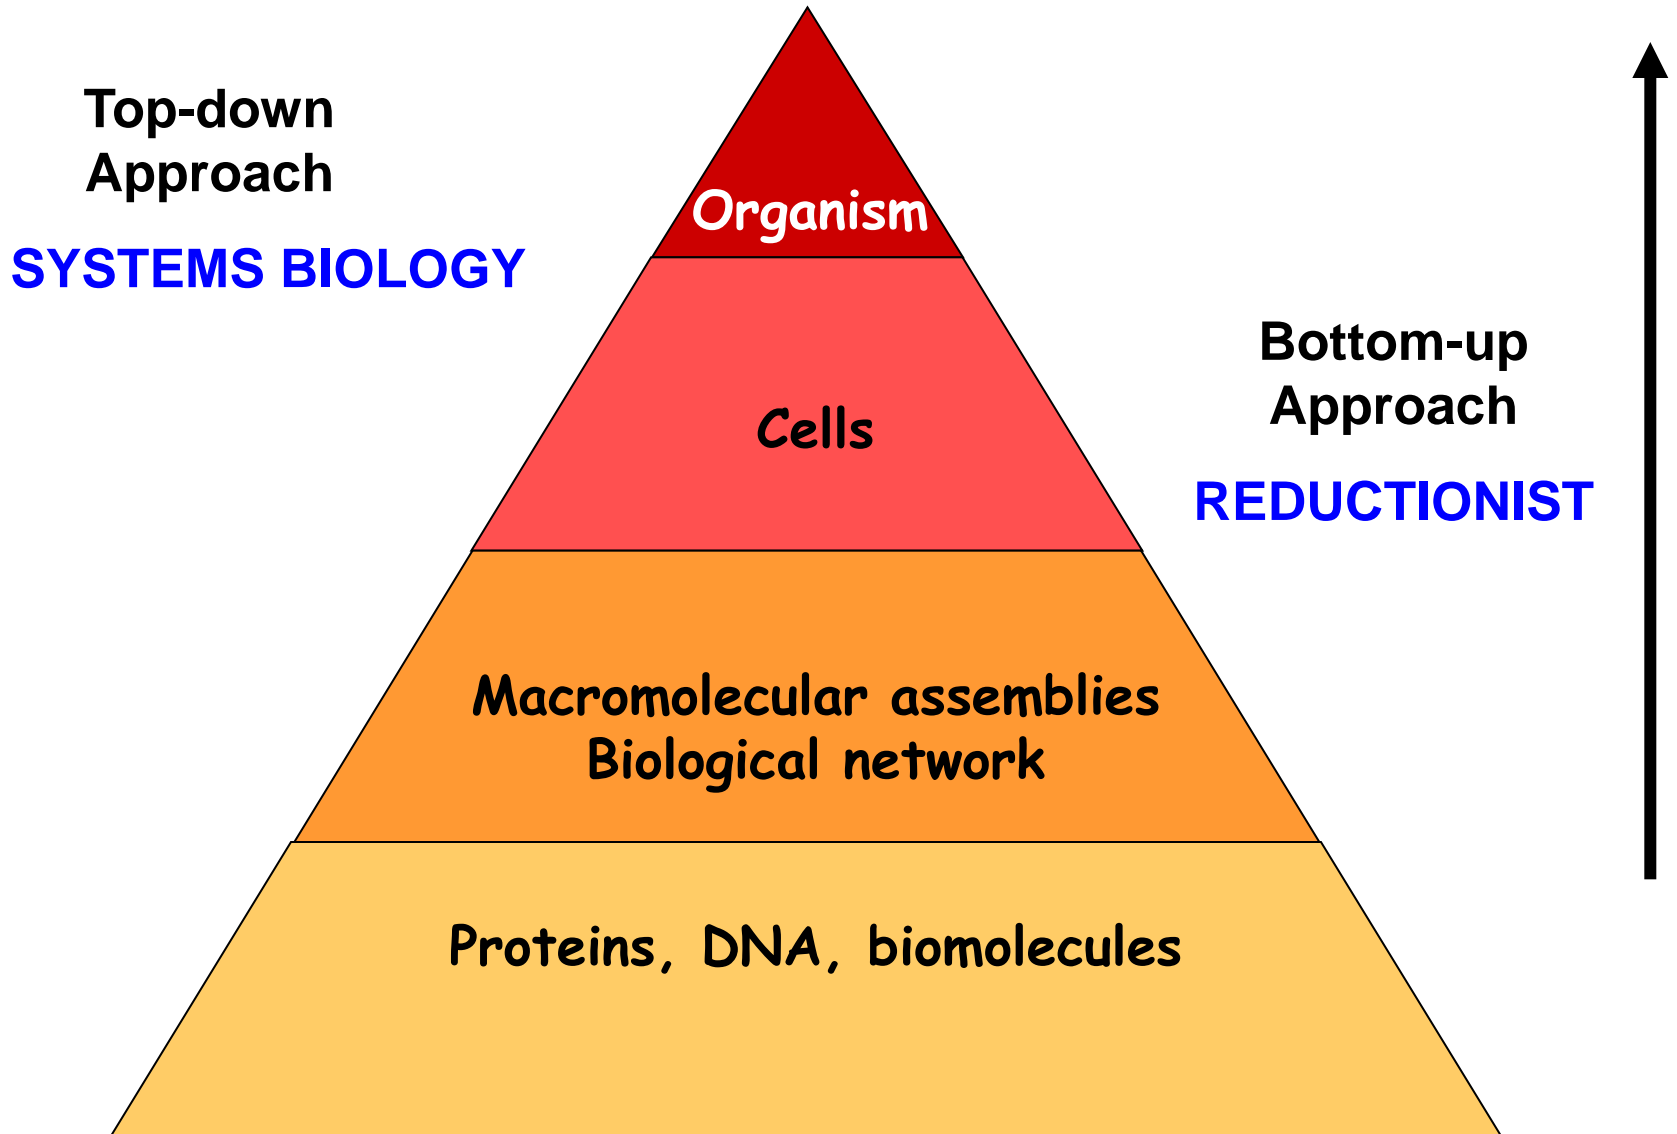 Top-down
Approach
SYSTEMS BIOLOGY
Organism
Cells
Bottom-up
Approach
REDUCTIONIST
Macromolecular assemblies
Biological network
Proteins, DNA, biomolecules